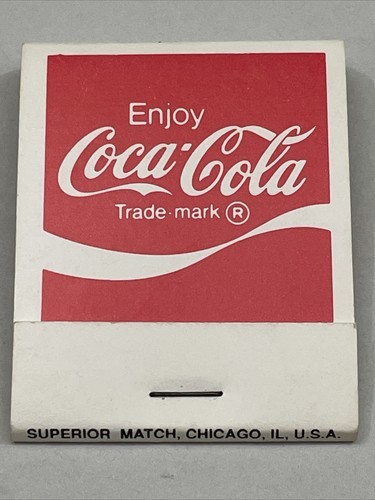 Enjoy
Coca-Cola
Trade-mark ®
SUPERIOR MATCH, CHICAGO, IL, U.S.A.